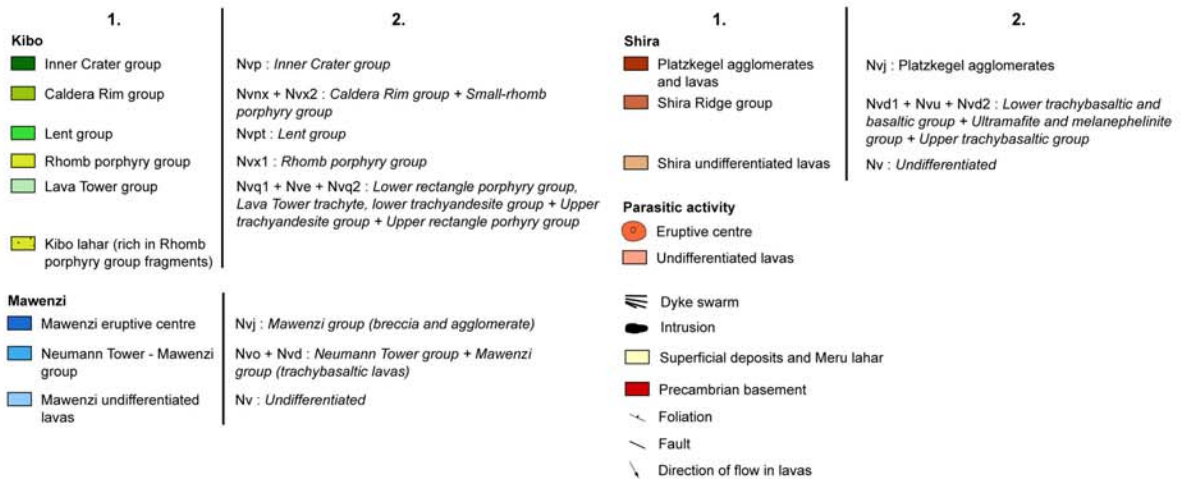 1.
2.
Kibo
Inner Crater group
Nvp : Inner Crater group
Caldera Rim group
Nvnx + Nvx2 : Caldera Rim group + Small-rhomb
porphyry group
Lent group
Nvpt : Lent group
Rhomb porphyry group
Nvx1 : Rhomb porphyry group
Lava Tower group
Nvq1 + Nve + Nvq2 : Lower rectangle porphyry group,
Lava Tower trachyte, lower trachyandesite group + Upper
trachyandesite group + Upper rectangle porhyry group
Kibo lahar (rich in Rhomb
porphyry group fragments)
Mawenzi
Mawenzi eruptive centre
Nvj : Mawenzi group (breccia and agglomerate)
Neumann Tower - Mawenzi
group
Nvo + Nvd : Neumann Tower group + Mawenzi
group (trachybasaltic lavas)
Mawenzi undifferentiated
lavas
Nv : Undifferentiated
1.
2.
Shira
Platzkegel agglomerates
and lavas
Nvj : Platzkegel agglomerates
Shira Ridge group
Nvd1 + Nvu + Nvd2 : Lower trachybasaltic and
basaltic group + Ultramafite and melanephelinite
group + Upper trachybasaltic group
Shira undifferentiated lavas
Nv : Undifferentiated
Parasitic activity
Eruptive centre
Undifferentiated lavas
Dyke swarm
Intrusion
Superficial deposits and Meru lahar
Precambrian basement
Foliation
Fault
Direction of flow in lavas